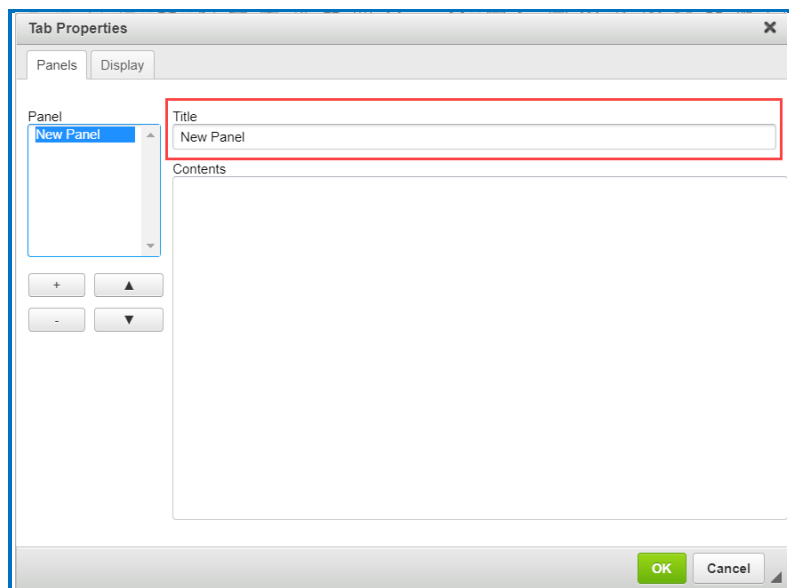 Tab Properties
Panels Display
Panel
New Panel
Title
New Panel
Contents
+ ▲
- ▼
OK Cancel